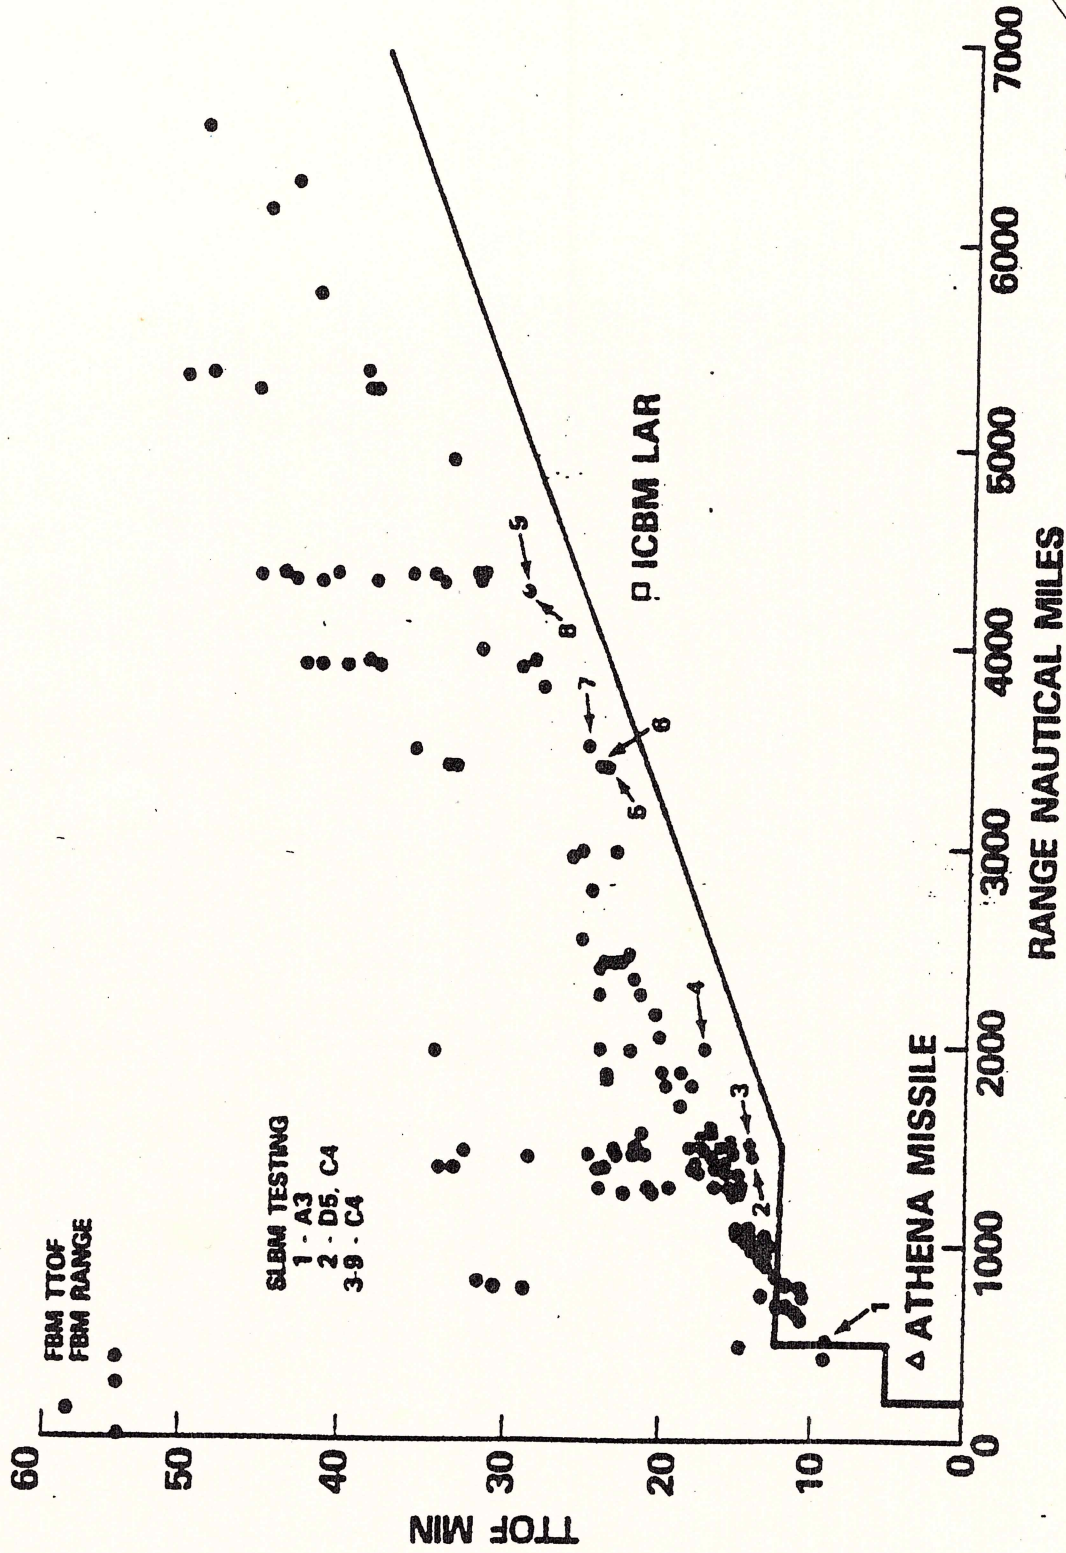 FBM TTOF
FBM RANGE
SLBM TESTING
1 - A3
2 - D5, C4
3-9 - C4
60
50
40
30
20
10
0
TTOF MIN
0
1000
2000
3000
4000
5000
6000
7000
RANGE NAUTICAL MILES
1
2
3
4
5
6
7
8
5
ICBM LAR
Δ ATHENA MISSILE